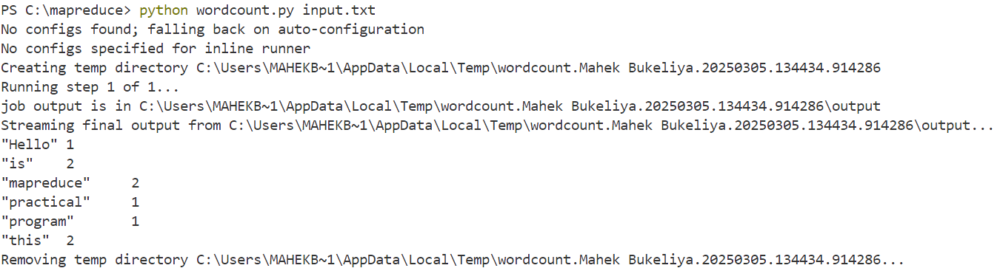 PS C:\mapreduce> python wordcount.py input.txt
No configs found; falling back on auto-configuration
No configs specified for inline runner
Creating temp directory C:\Users\MAHEKB~1\AppData\Local\Temp\wordcount.Mahek Bukeliya.20250305.134434.914286
Running step 1 of 1...
job output is in C:\Users\MAHEKB~1\AppData\Local\Temp\wordcount.Mahek Bukeliya.20250305.134434.914286\output
Streaming final output from C:\Users\MAHEKB~1\AppData\Local\Temp\wordcount.Mahek Bukeliya.20250305.134434.914286\output...
"Hello" 1
"is"    2
"mapreduce"     2
"practical"     1
"program"       1
"this"  2
Removing temp directory C:\Users\MAHEKB~1\AppData\Local\Temp\wordcount.Mahek Bukeliya.20250305.134434.914286...